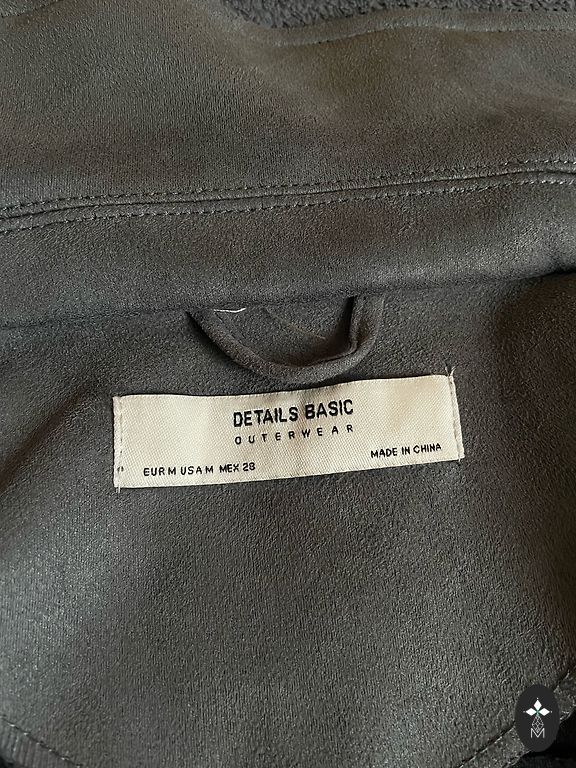 DETAILS BASIC
OUTERWEAR
MADE IN CHINA
EUR M USA M MEX 28
M